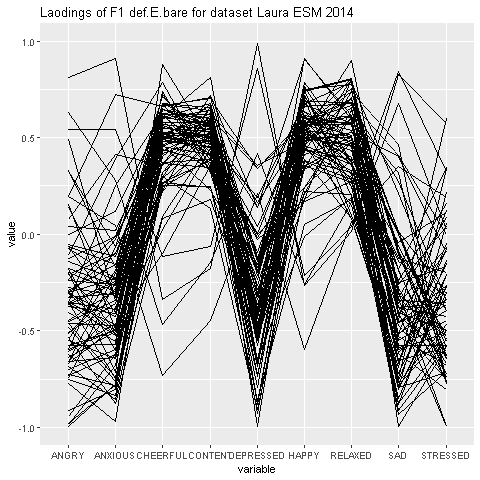 Laodings of F1 def.E.bare for dataset Laura ESM 2014
1.0
0.5
0.0
-0.5
-1.0
value
ANGRY ANXIOUS CHEERFUL CONTENT DEPRESSED HAPPY RELAXED SAD STRESSED
variable